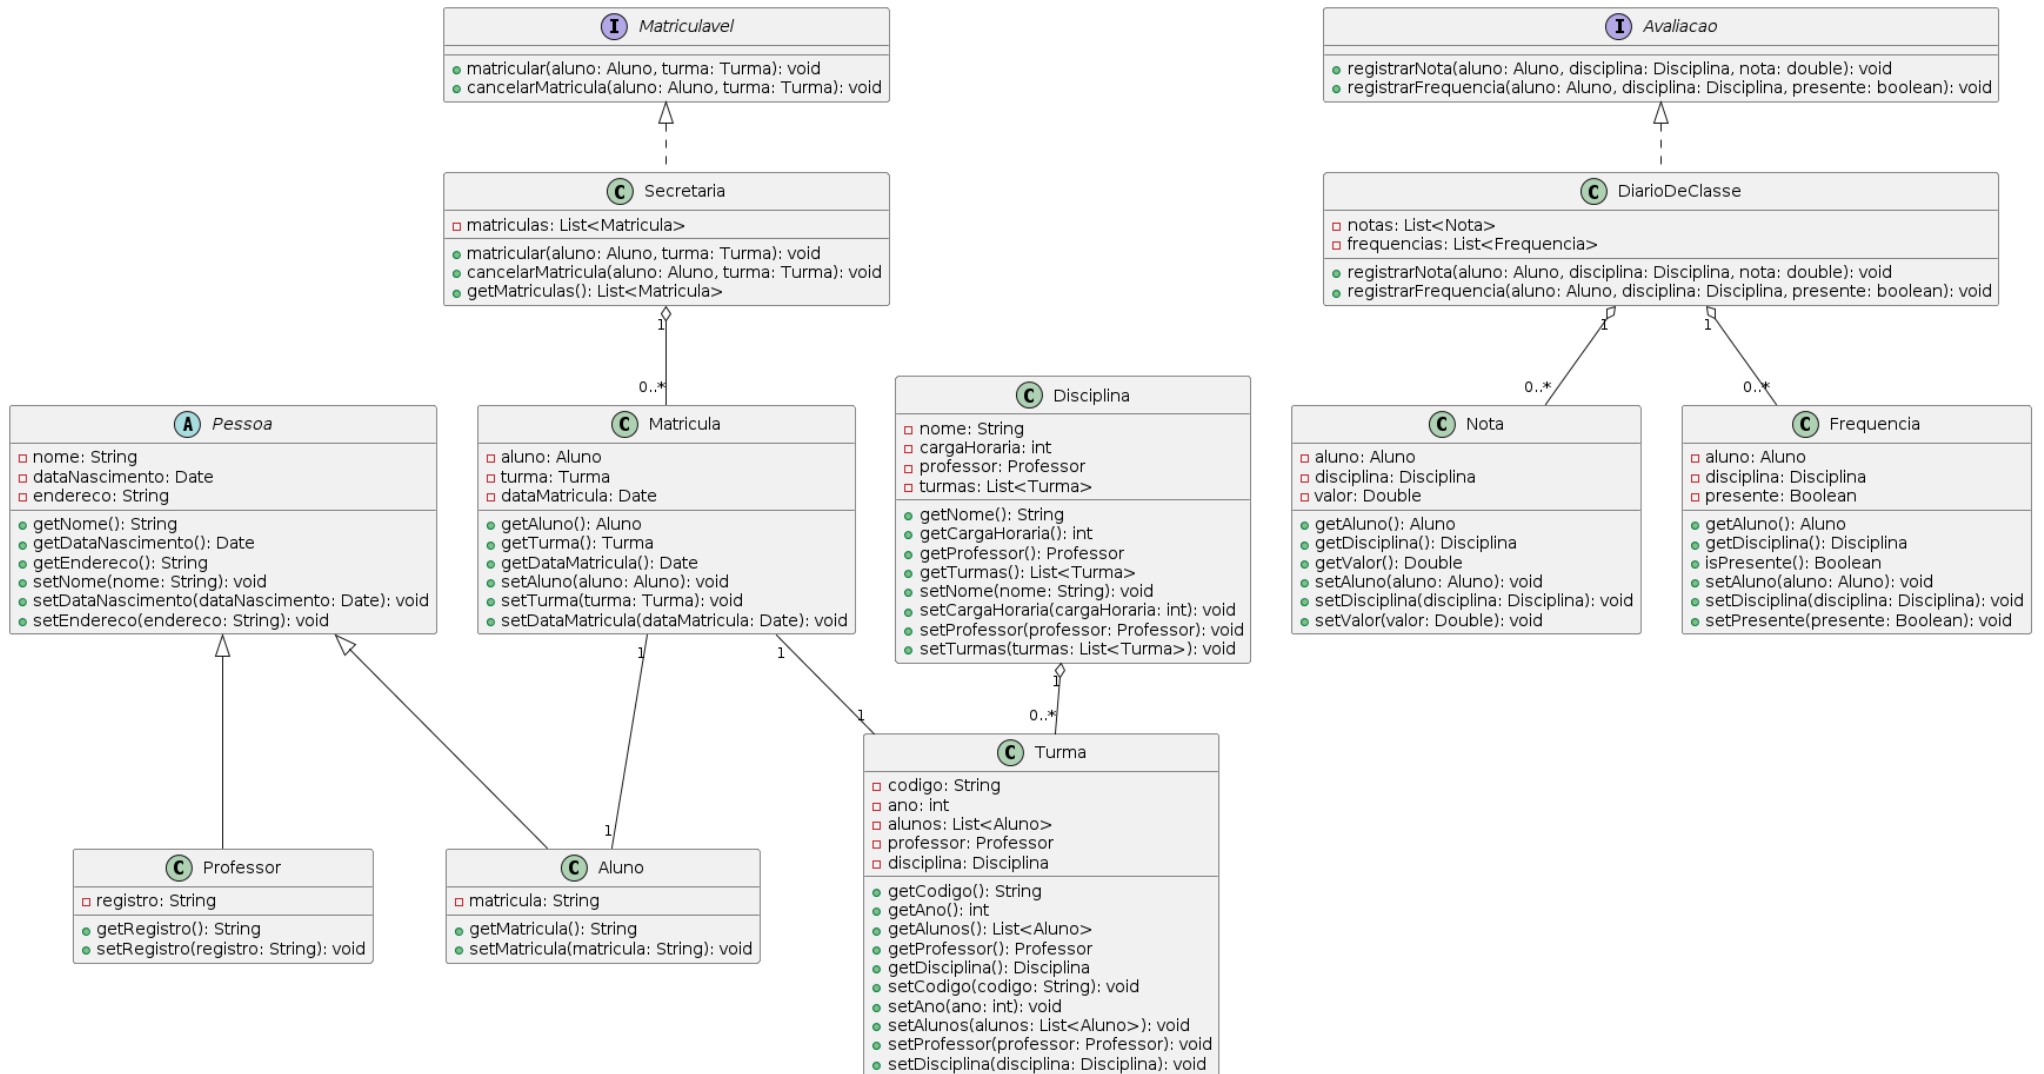 I Matriculavel
matricular(aluno: Aluno, turma: Turma): void
cancelarMatricula(aluno: Aluno, turma: Turma): void
I Avaliacao
registrarNota(aluno: Aluno, disciplina: Disciplina, nota: double): void
registrarFrequencia(aluno: Aluno, disciplina: Disciplina, presente: boolean): void
C Secretaria
matriculas: List<Matricula>
matricular(aluno: Aluno, turma: Turma): void
cancelarMatricula(aluno: Aluno, turma: Turma): void
getMatriculas(): List<Matricula>
1
0..*
C DiarioDeClasse
notas: List<Nota>
frequencias: List<Frequencia>
registrarNota(aluno: Aluno, disciplina: Disciplina, nota: double): void
registrarFrequencia(aluno: Aluno, disciplina: Disciplina, presente: boolean): void
1
1
0..*
0..*
A Pessoa
nome: String
dataNascimento: Date
endereco: String
getNome(): String
getDataNascimento(): Date
getEndereco(): String
setNome(nome: String): void
setDataNascimento(dataNascimento: Date): void
setEndereco(endereco: String): void
C Matricula
aluno: Aluno
turma: Turma
dataMatricula: Date
getAluno(): Aluno
getTurma(): Turma
getDataMatricula(): Date
setAluno(aluno: Aluno): void
setTurma(turma: Turma): void
setDataMatricula(dataMatricula: Date): void
1
1
1
1
C Disciplina
nome: String
cargaHoraria: int
professor: Professor
turmas: List<Turma>
getNome(): String
getCargaHoraria(): int
getProfessor(): Professor
getTurmas(): List<Turma>
setNome(nome: String): void
setCargaHoraria(cargaHoraria: int): void
setProfessor(professor: Professor): void
setTurmas(turmas: List<Turma>): void
1
0..*
C Nota
aluno: Aluno
disciplina: Disciplina
valor: Double
getAluno(): Aluno
getDisciplina(): Disciplina
getValor(): Double
setAluno(aluno: Aluno): void
setDisciplina(disciplina: Disciplina): void
setValor(valor: Double): void
C Frequencia
aluno: Aluno
disciplina: Disciplina
presente: Boolean
getAluno(): Aluno
getDisciplina(): Disciplina
isPresente(): Boolean
setAluno(aluno: Aluno): void
setDisciplina(disciplina: Disciplina): void
setPresente(presente: Boolean): void
C Professor
registro: String
getRegistro(): String
setRegistro(registro: String): void
C Aluno
matricula: String
getMatricula(): String
setMatricula(matricula: String): void
C Turma
codigo: String
ano: int
alunos: List<Aluno>
professor: Professor
disciplina: Disciplina
getCodigo(): String
getAno(): int
getAlunos(): List<Aluno>
getProfessor(): Professor
getDisciplina(): Disciplina
setCodigo(codigo: String): void
setAno(ano: int): void
setAlunos(alunos: List<Aluno>): void
setProfessor(professor: Professor): void
setDisciplina(disciplina: Disciplina): void